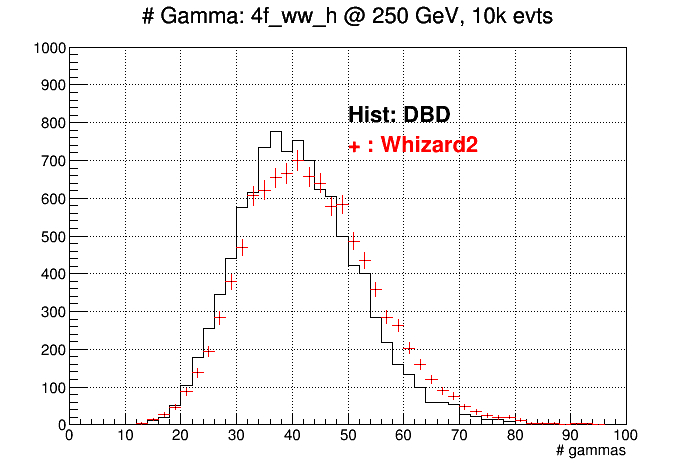 # Gamma: 4f_ww_h @ 250 GeV, 10k evts
1000
900
800
700
600
500
400
300
200
100
0
Hist: DBD
+ : Whizard2
0 10 20 30 40 50 60 70 80 90 100
# gammas